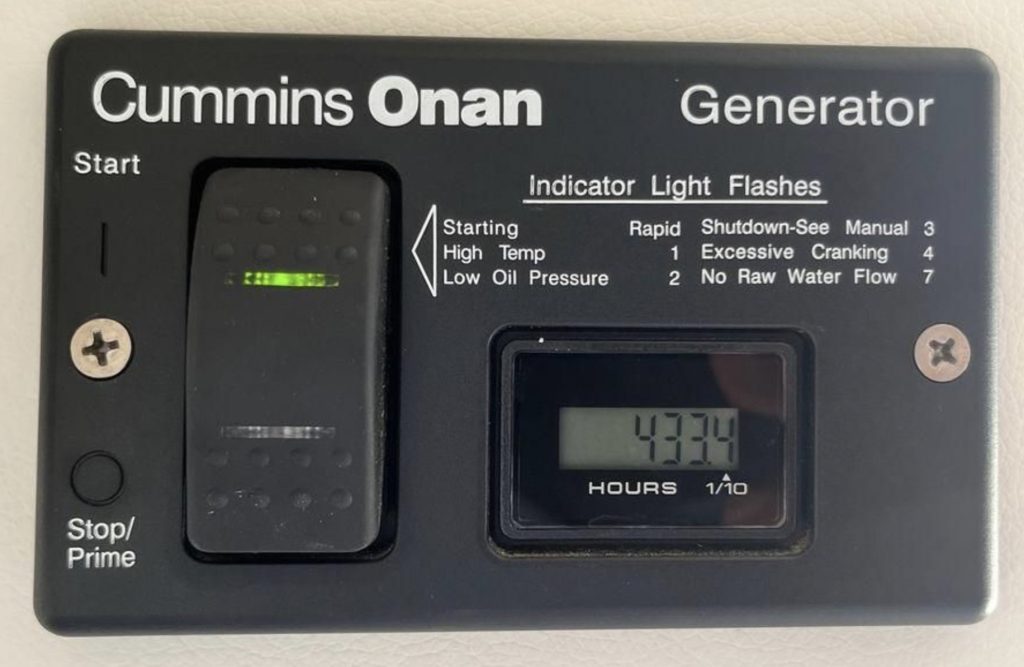 Cummins Onan Generator
Start
Indicator Light Flashes
Starting Rapid Shutdown-See Manual 3
High Temp 1 Excessive Cranking 4
Low Oil Pressure 2 No Raw Water Flow 7
433.4
HOURS 1/10
Stop/
Prime